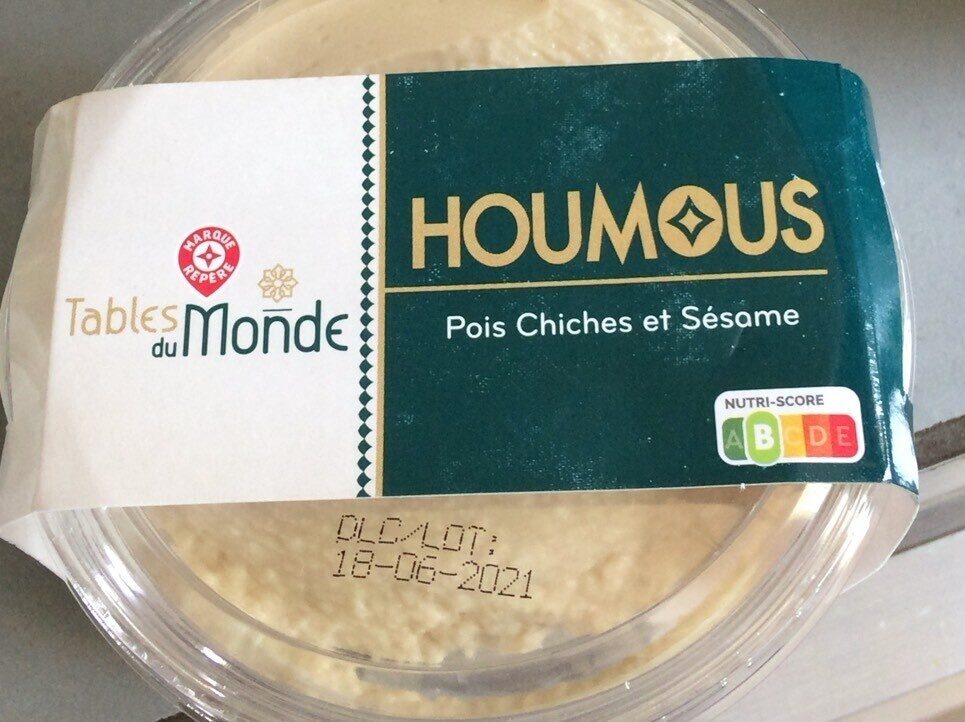 MARQUE
REPÈRE
Tables
du Monde
HOUMOUS
Pois Chiches et Sésame
NUTRI-SCORE
A B C D E
DLC/LOT:
18-06-2021